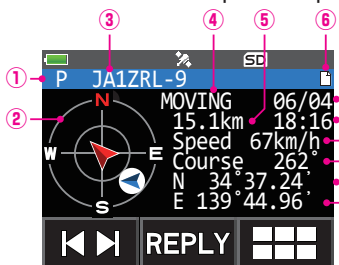 ③ ④ ⑤ ⑥
SD
① P JA1ZRL-9
② N MOVING 06/04
15.1km 18:16
W E Speed 67km/h
Course 262°
N 34°37.24'
S E 139°44.96'
REPLY